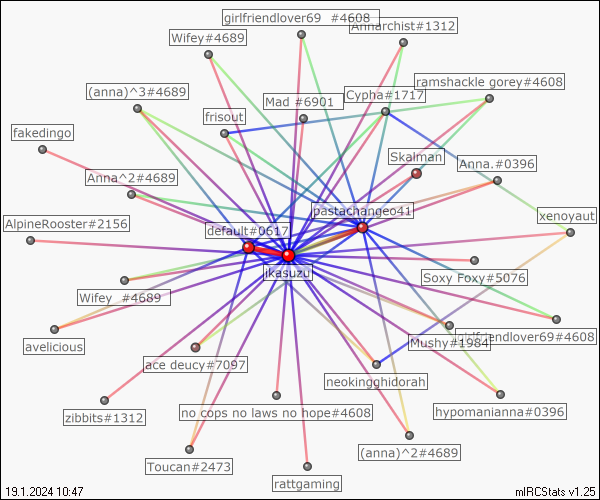 girlfriendlover69 #4608
Annarchist#1312
Wifey#4689
ramshackle gorey#4608
(anna)^3#4689
Mad #6901
Cypha#1717
frisout
fakedingo
Skalman
Anna.#0396
Anna^2#4689
pastachangeo41
xenoyaut
AlpineRooster#2156
default#0617
ikasuzu
Soxy Foxy#5076
Wifey #4689
girlfriendlover69#4608
Mushy#1984
avelicious
ace deucy#7097
neokingghidorah
zibbits#1312
no cops no laws no hope#4608
hypomanianna#0396
(anna)^2#4689
Toucan#2473
rattgaming
19.1.2024 10:47
mIRCStats v1.25